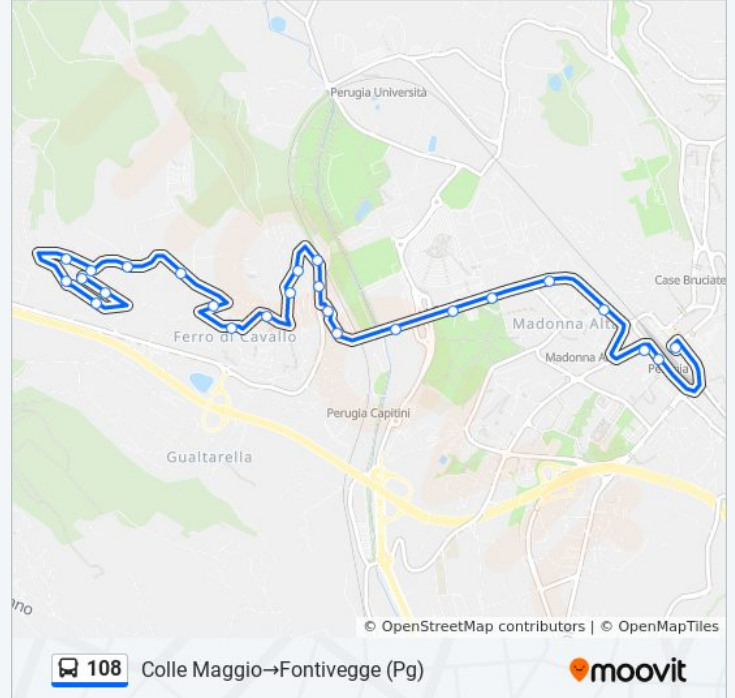 Perugia Università
Case Bruciate
Madonna Alta
Ferro di Cavallo
Madonna A
Perugia
Perugia Capitini
Gualtarella
ano
© OpenStreetMap contributors | © OpenMapTiles
108 Colle Maggio→Fontivegge (Pg)
moovit